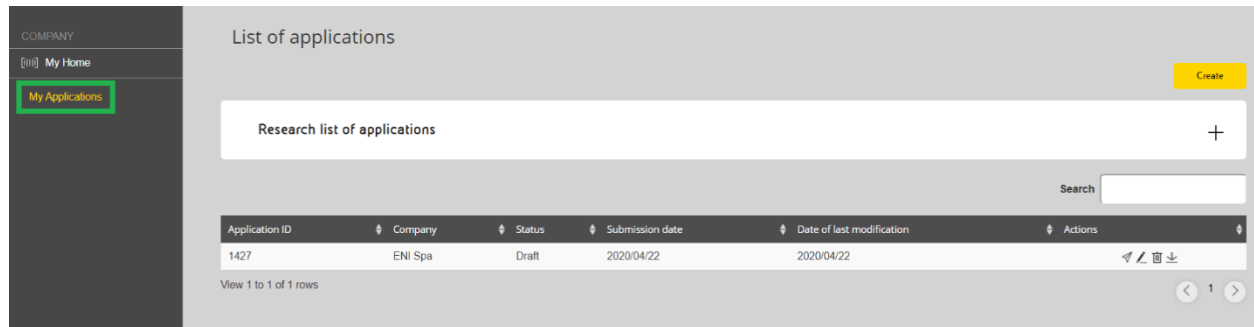 COMPANY
My Home
My Applications
List of applications
Create
Research list of applications
Search
Application ID Company Status Submission date Date of last modification Actions
1427 ENI Spa Draft 2020/04/22 2020/04/22
View 1 to 1 of 1 rows
1